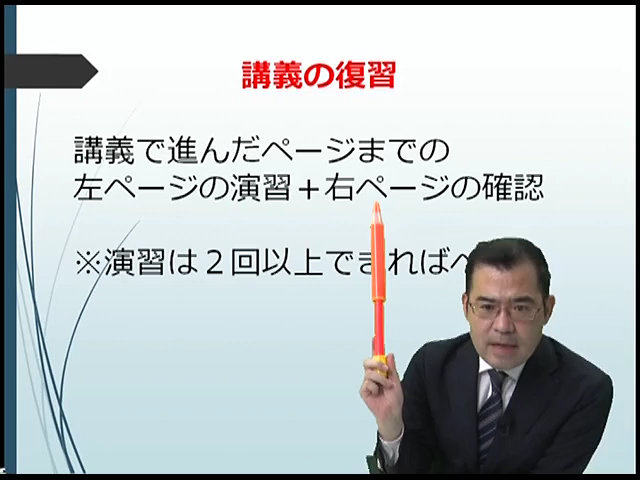 講義の復習
講義で進んだページまでの
左ページの演習＋右ページの確認
※演習は２回以上できればベ